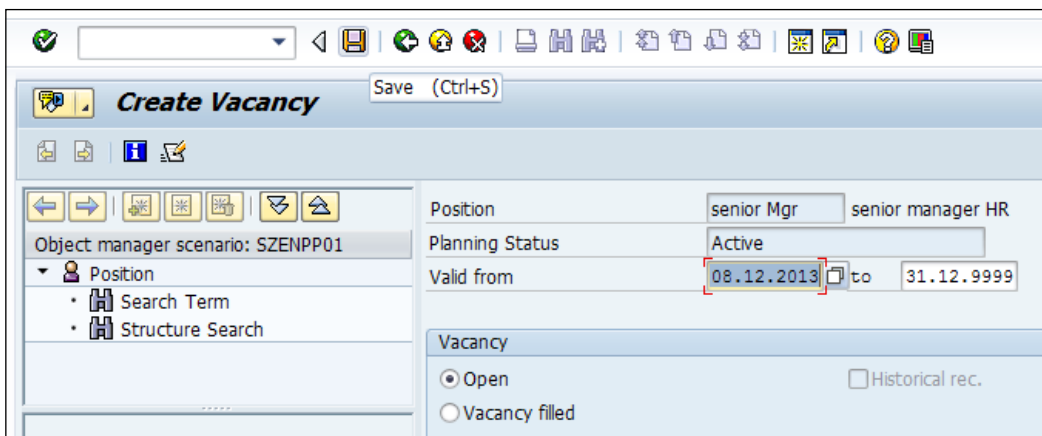 Save (Ctrl+S)
Create Vacancy
Object manager scenario: SZENPP01
Position
Search Term
Structure Search
Position senior Mgr senior manager HR
Planning Status Active
Valid from 08.12.2013 to 31.12.9999
Vacancy
Open Historical rec.
Vacancy filled